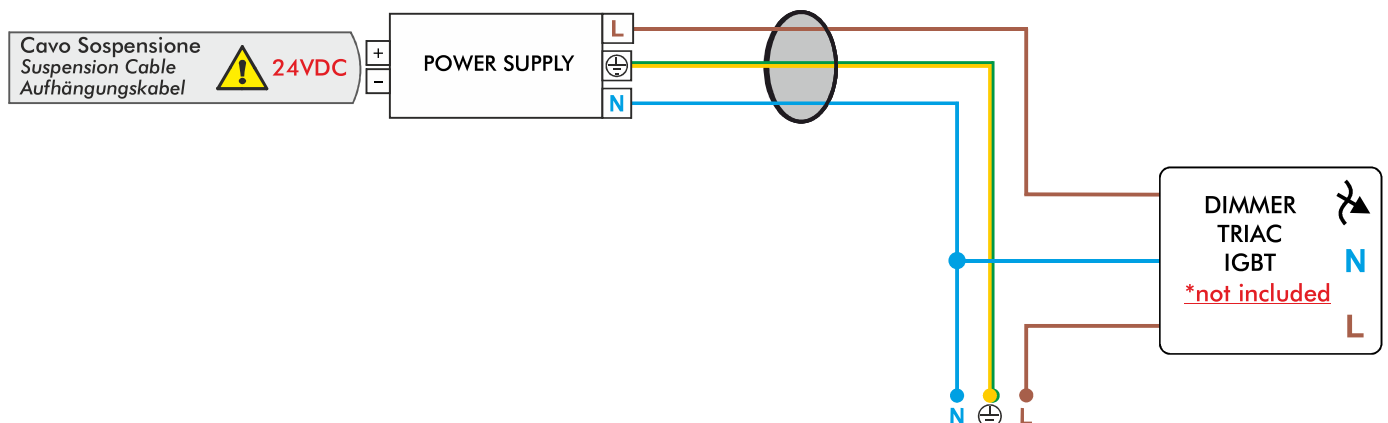 Cavo Sospensione
Suspension Cable
Aufhängungskabel
24VDC
+
-
POWER SUPPLY
L
N
DIMMER
TRIAC
IGBT
*not included
N
L
N
L